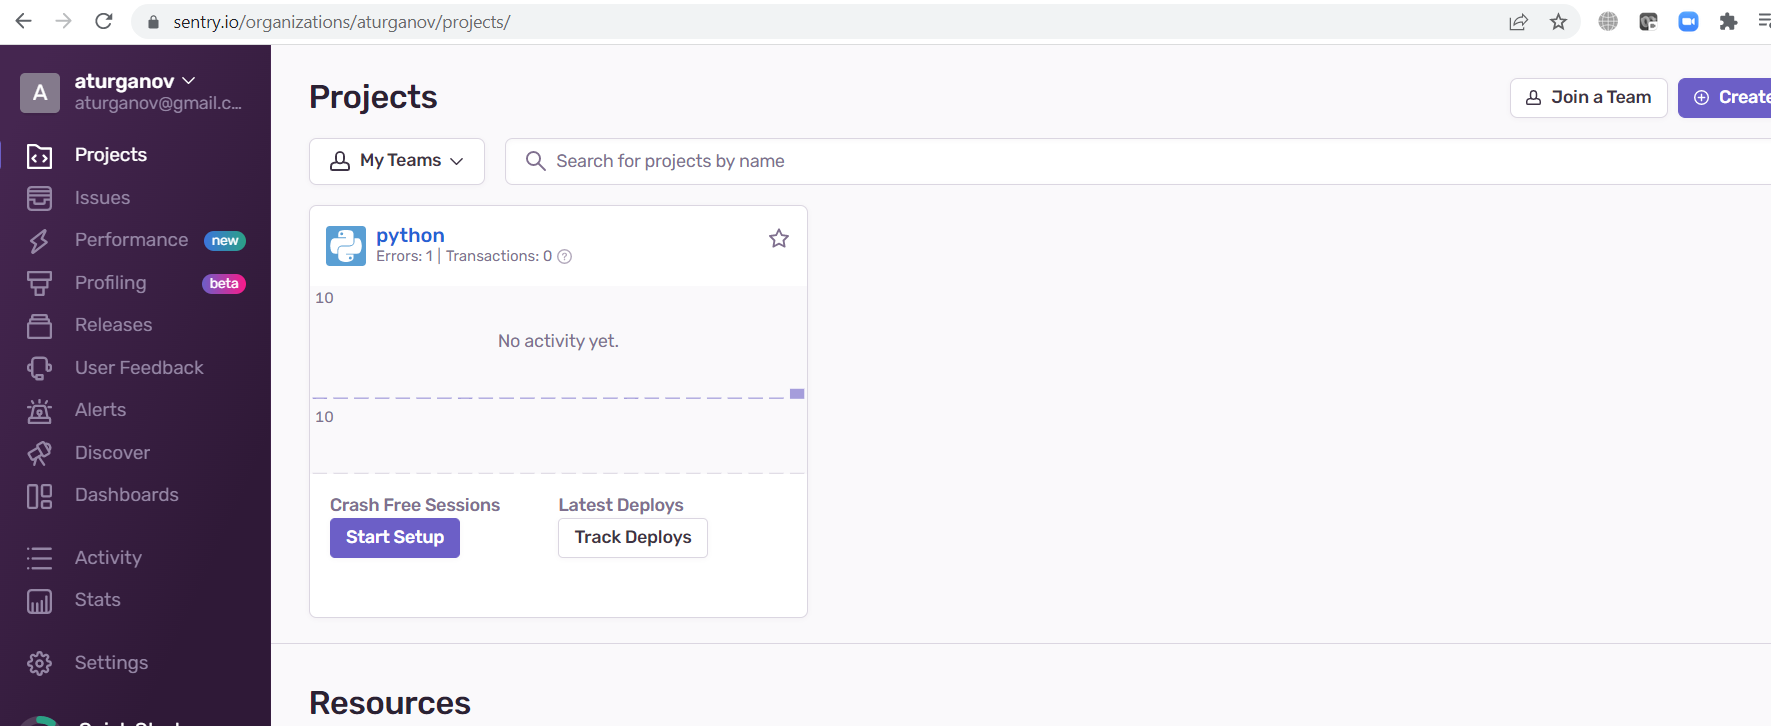 sentry.io/organizations/aturganov/projects/
A
aturganov
aturganov@gmail.c...
Projects
Issues
Performance new
Profiling beta
Releases
User Feedback
Alerts
Discover
Dashboards
Activity
Stats
Settings
Projects
Join a Team
Create
My Teams
Search for projects by name
python
Errors: 1 | Transactions: 0 ?
10
No activity yet.
10
Crash Free Sessions
Start Setup
Latest Deploys
Track Deploys
Resources